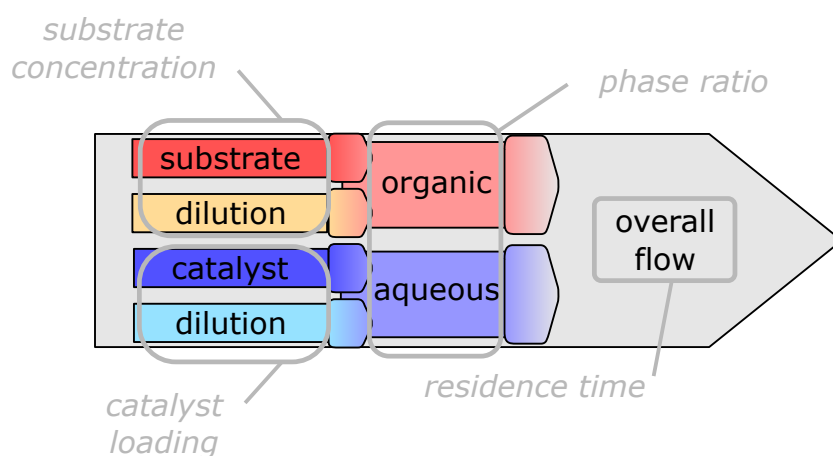 substrate
concentration
phase ratio
substrate
organic
dilution
overall
flow
catalyst
aqueous
dilution
residence time
catalyst
loading